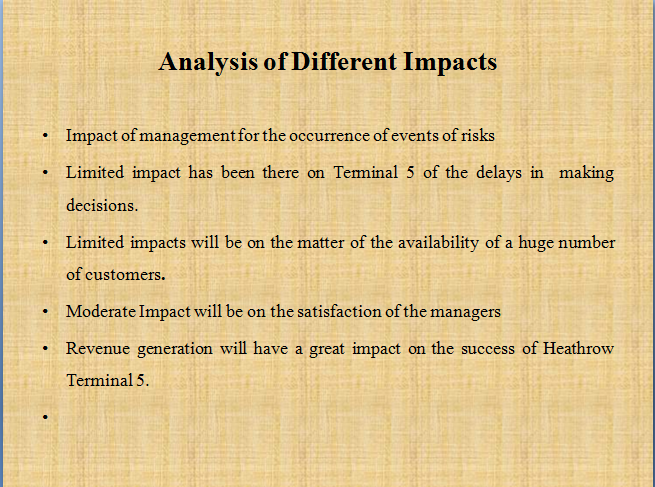 Analysis of Different Impacts
• Impact of management for the occurrence of events of risks
• Limited impact has been there on Terminal 5 of the delays in making
decisions.
• Limited impacts will be on the matter of the availability of a huge number
of customers.
• Moderate Impact will be on the satisfaction of the managers
• Revenue generation will have a great impact on the success of Heathrow
Terminal 5.
•